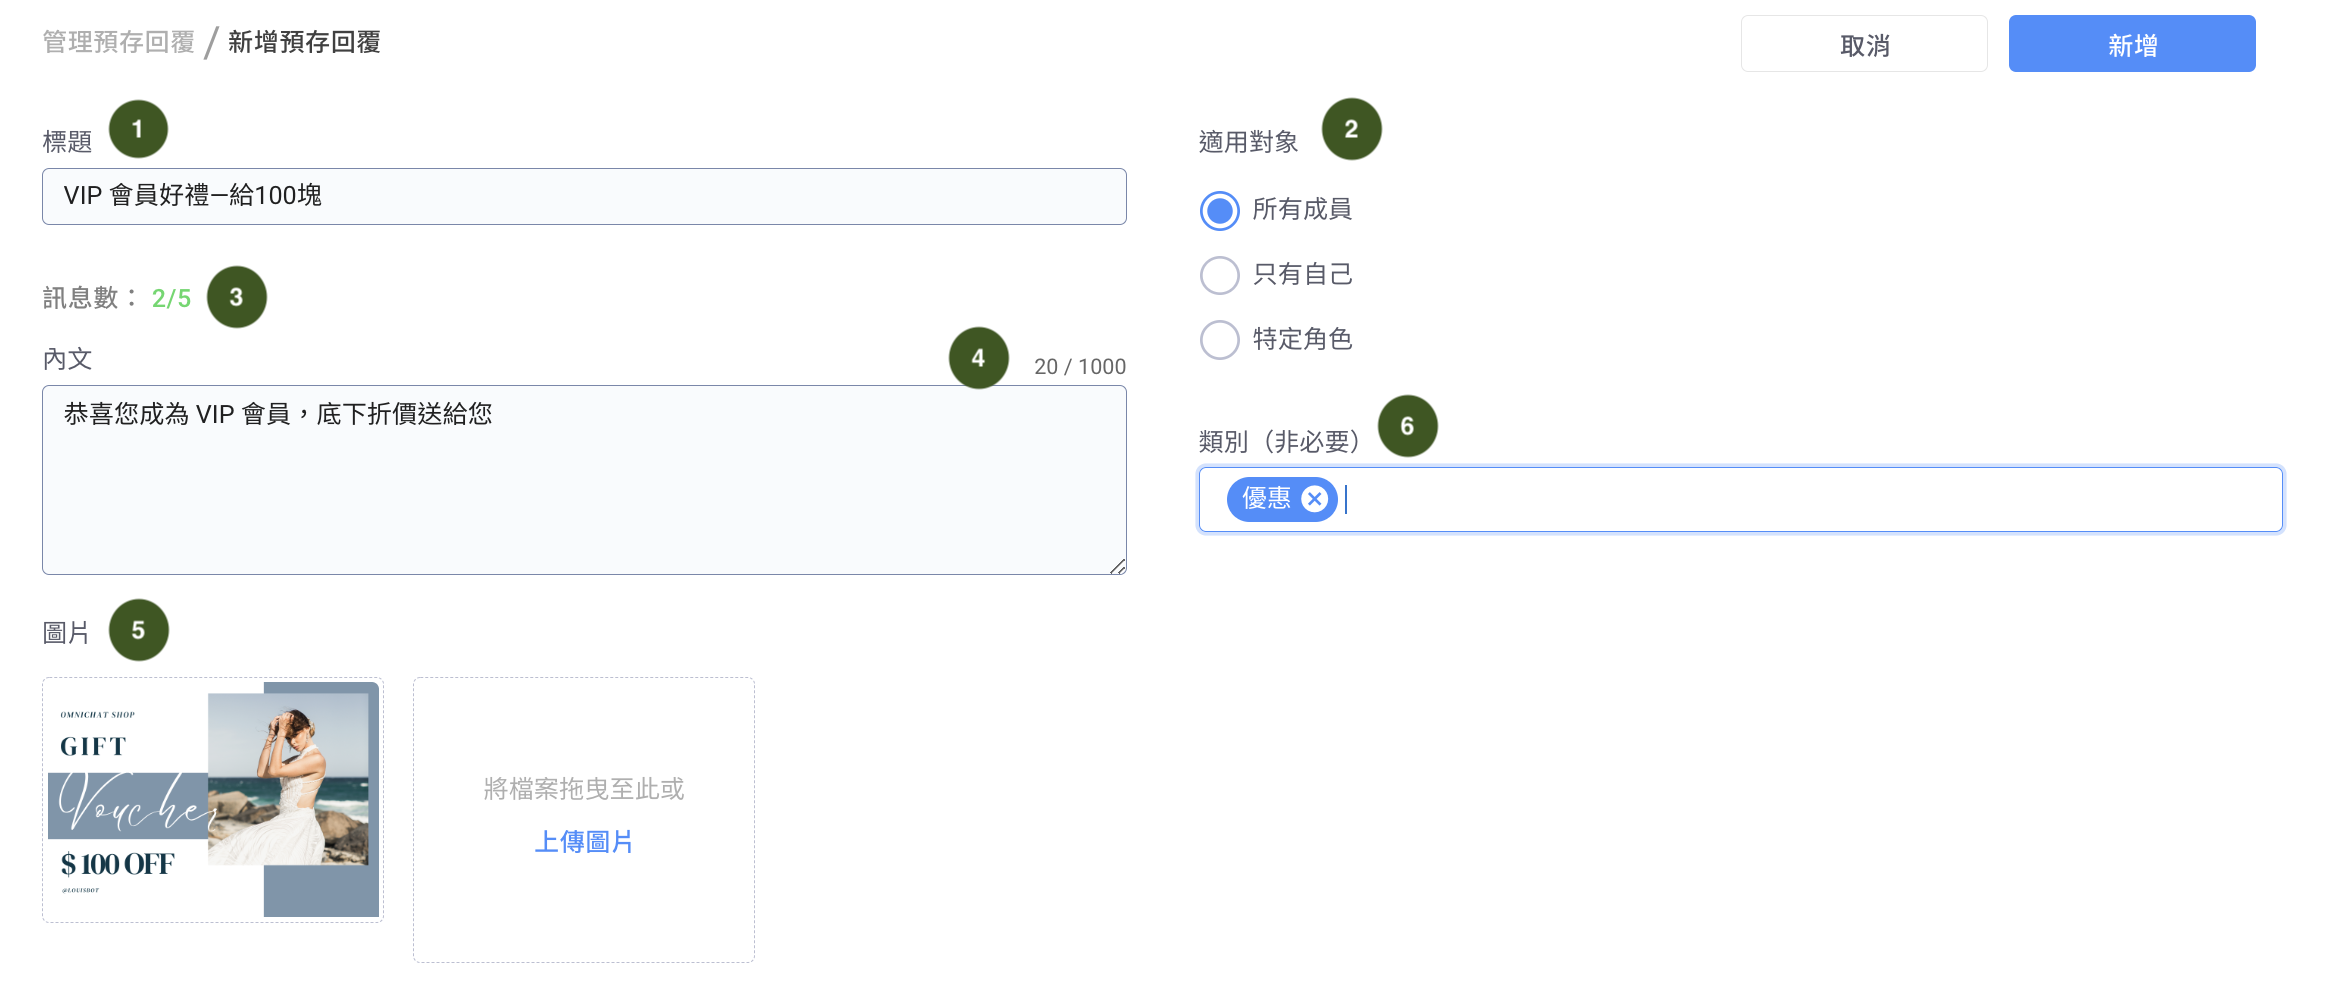 管理預存回覆 / 新增預存回覆
取消
新增
標題 1
VIP 會員好禮—給100塊
訊息數： 2/5 3
內文 4 20 / 1000
恭喜您成為 VIP 會員，底下折價送給您
圖片 5
OMNICHAT SHOP
GIFT
Voucher
$ 100 OFF
@LOUISBOT
將檔案拖曳至此或
上傳圖片
適用對象 2
所有成員
只有自己
特定角色
類別（非必要） 6
優惠